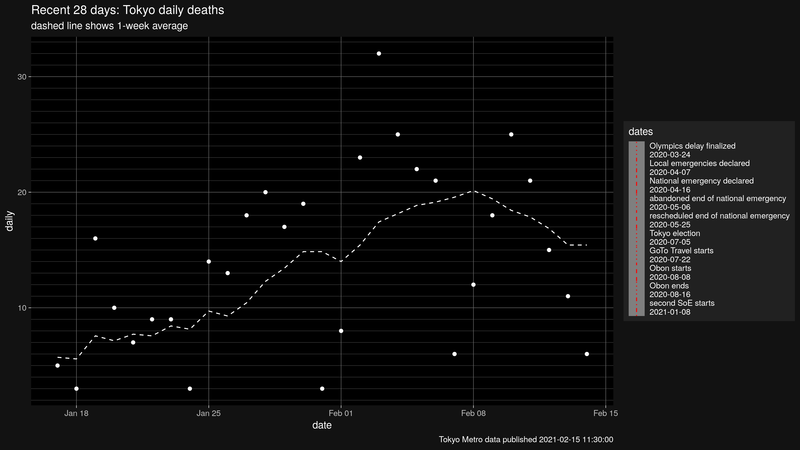 Recent 28 days: Tokyo daily deaths
dashed line shows 1-week average
daily
30
20
10
Jan 18
Jan 25
Feb 01
Feb 08
Feb 15
date
Tokyo Metro data published 2021-02-15 11:30:00
dates
Olympics delay finalized
2020-03-24
Local emergencies declared
2020-04-07
National emergency declared
2020-04-16
abandoned end of national emergency
2020-05-06
rescheduled end of national emergency
2020-05-25
Tokyo election
2020-07-05
GoTo Travel starts
2020-07-22
Obon starts
2020-08-08
Obon ends
2020-08-16
second SoE starts
2021-01-08